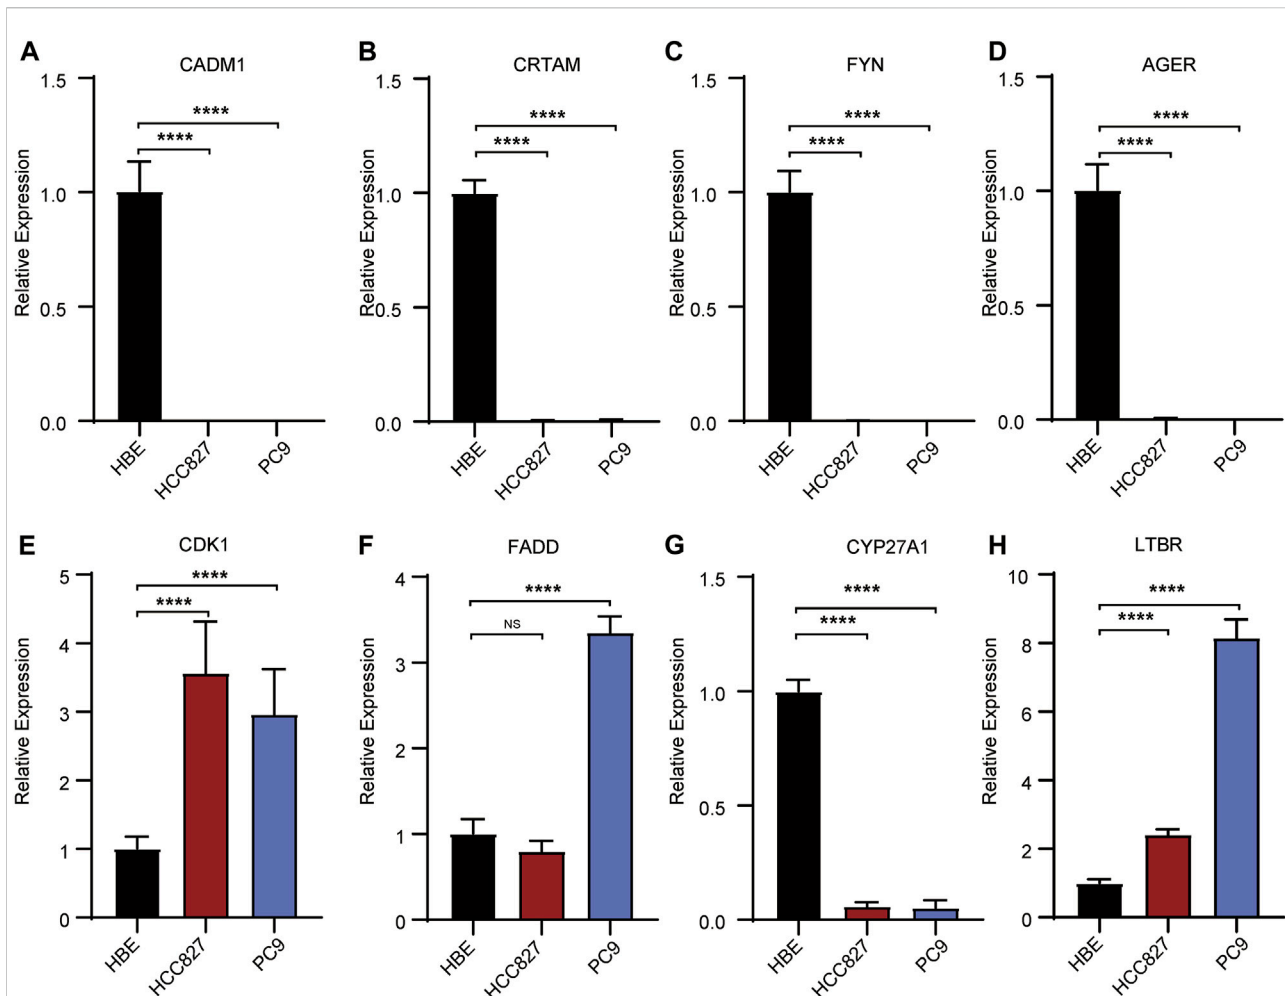 A
CADM1
Relative Expression
1.5
1.0
0.5
0.0
****
****
HBE
HCC827
PC9
B
CRTAM
Relative Expression
1.5
1.0
0.5
0.0
****
****
HBE
HCC827
PC9
C
FYN
Relative Expression
1.5
1.0
0.5
0.0
****
****
HBE
HCC827
PC9
D
AGER
Relative Expression
1.5
1.0
0.5
0.0
****
****
HBE
HCC827
PC9
E
CDK1
Relative Expression
5
4
3
2
1
0
****
****
HBE
HCC827
PC9
F
FADD
Relative Expression
4
3
2
1
0
****
NS
HBE
HCC827
PC9
G
CYP27A1
Relative Expression
1.5
1.0
0.5
0.0
****
****
HBE
HCC827
PC9
H
LTBR
Relative Expression
10
8
6
4
2
0
****
****
HBE
HCC827
PC9